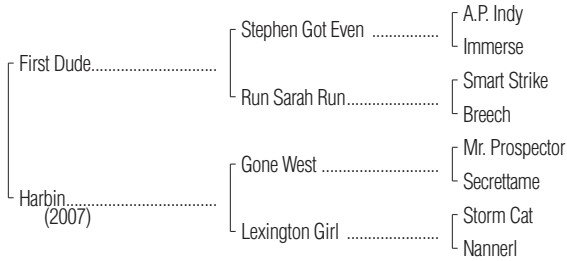 A.P. Indy
Stephen Got Even ................
Immerse
First Dude..............................
Smart Strike
Run Sarah Run.......................
Breech
Mr. Prospector
Gone West .............................
Secrettame
Harbin....................................
(2007)
Storm Cat
Lexington Girl .......................
Nannerl